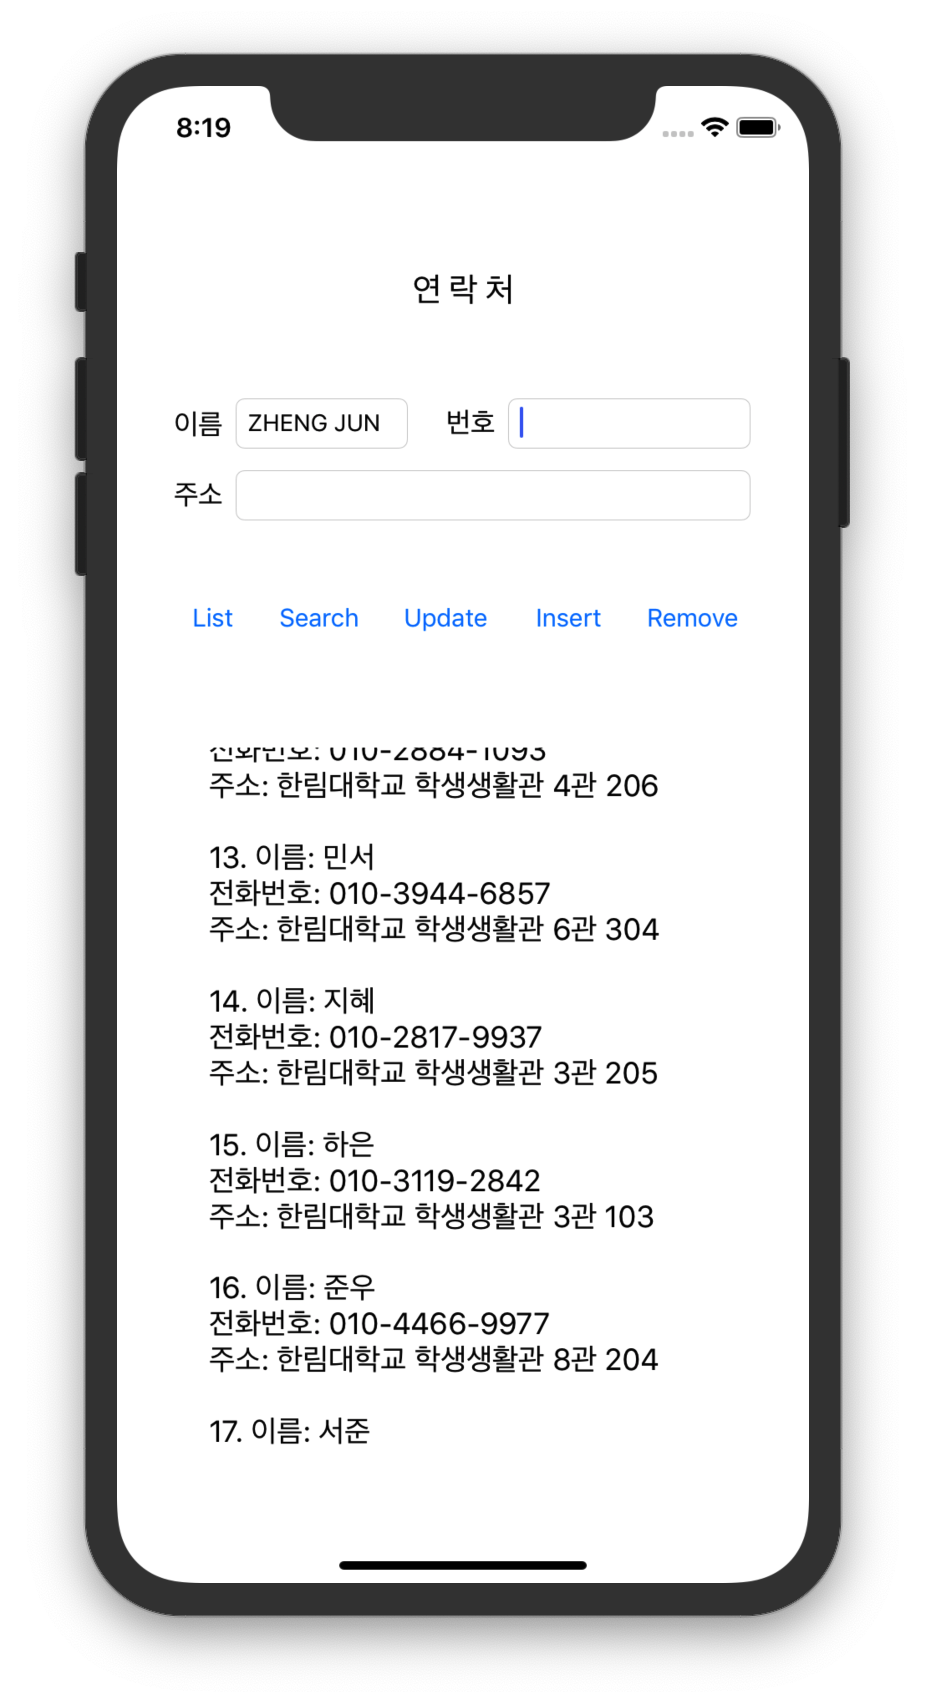 8:19
연락처
이름 ZHENG JUN 번호
주소
List Search Update Insert Remove
전화번호: 010-2884-1093
주소: 한림대학교 학생생활관 4관 206
13. 이름: 민서
전화번호: 010-3944-6857
주소: 한림대학교 학생생활관 6관 304
14. 이름: 지혜
전화번호: 010-2817-9937
주소: 한림대학교 학생생활관 3관 205
15. 이름: 하은
전화번호: 010-3119-2842
주소: 한림대학교 학생생활관 3관 103
16. 이름: 준우
전화번호: 010-4466-9977
주소: 한림대학교 학생생활관 8관 204
17. 이름: 서준